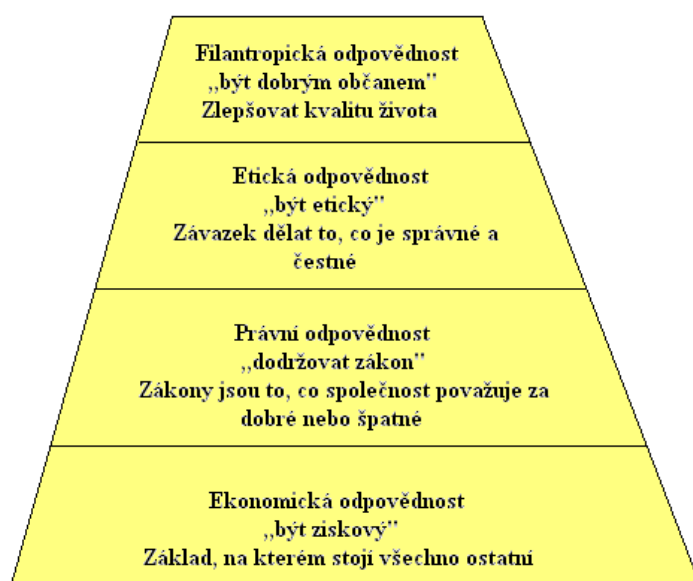 Filantropická odpovědnost
„být dobrým občanem"
Zlepšovat kvalitu života
Etická odpovědnost
„být etický"
Závazek dělat to, co je správné a
čestné
Právní odpovědnost
„dodržovat zákon"
Zákony jsou to, co společnost považuje za
dobré nebo špatné
Ekonomická odpovědnost
„být ziskový"
Základ, na kterém stojí všechno ostatní